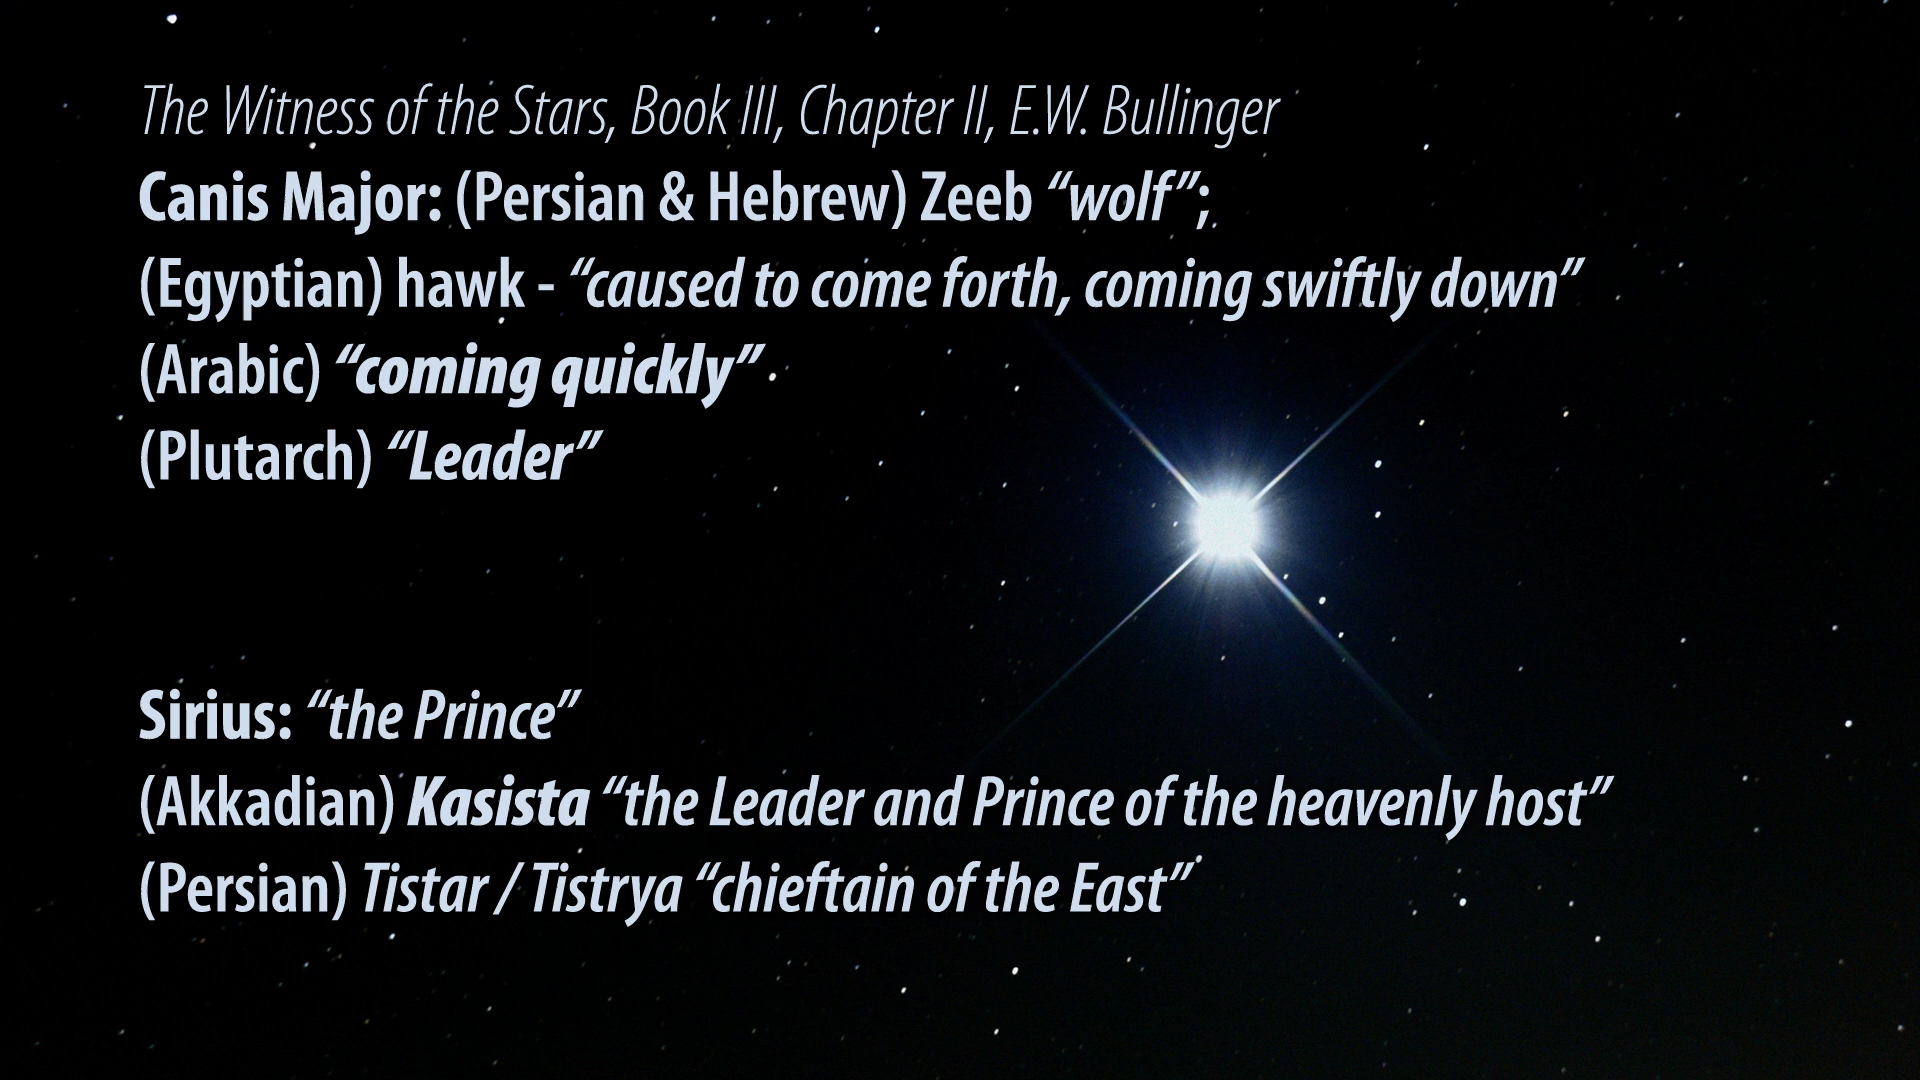 The Witness of the Stars, Book III, Chapter II, E.W. Bullinger
Canis Major: (Persian & Hebrew) Zeeb “wolf”;
(Egyptian) hawk - “caused to come forth, coming swiftly down”
(Arabic) “coming quickly”
(Plutarch) “Leader”
Sirius: “the Prince”
(Akkadian) Kasista “the Leader and Prince of the heavenly host”
(Persian) Tistar / Tistrya “chieftain of the East”